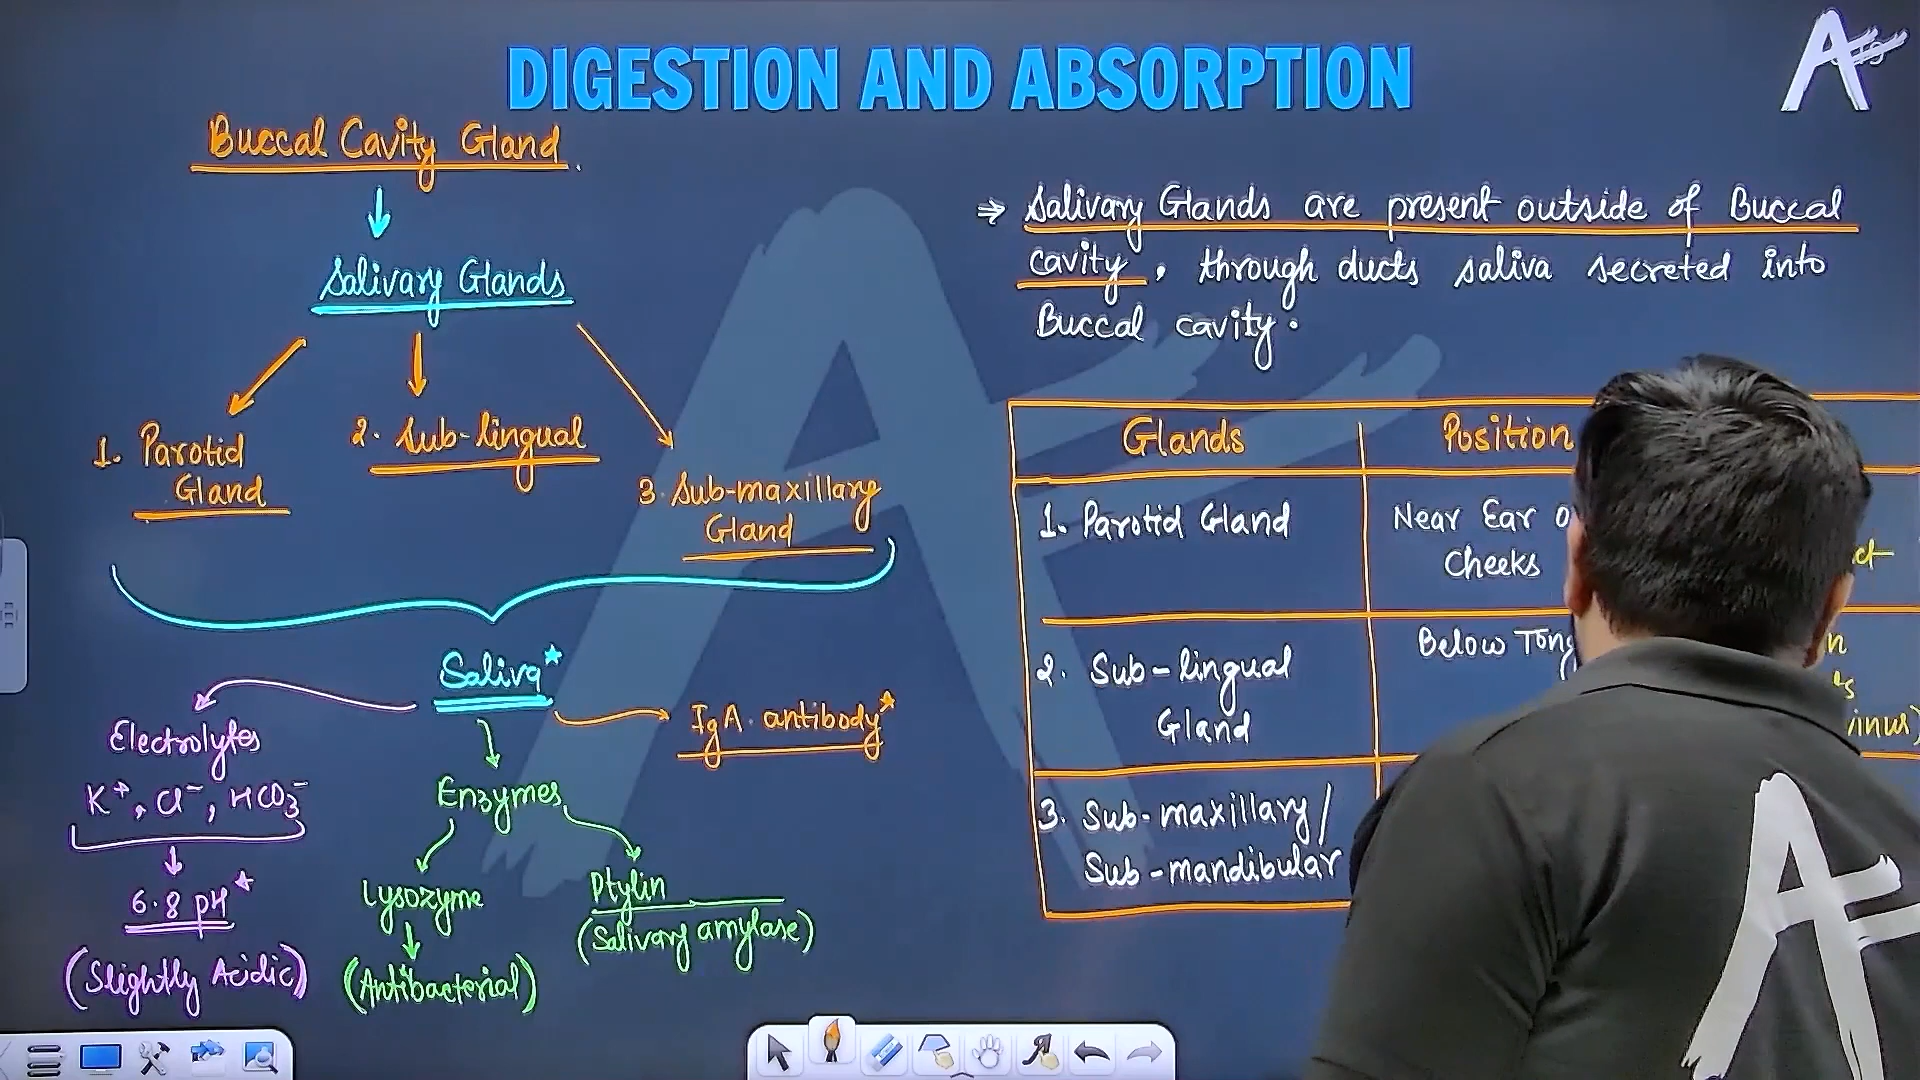 DIGESTION AND ABSORPTION
Buccal Cavity Gland
Salivary Glands
1. Parotid
Gland
2. Sub-lingual
3. Sub-maxillary
Gland
Saliva*
Electrolytes
K+, Cl-, HCO3-
6.8 pH*
(Slightly Acidic)
Enzymes
Lysozyme
(Antibacterial)
Ptylin
(Salivary amylase)
IgA antibody*
⇒ Salivary Glands are present outside of Buccal
cavity, through ducts saliva secreted into
Buccal cavity.
Glands
Position
1. Parotid Gland
Near Ear
Cheeks
2. Sub-lingual
Gland
Below
3. Sub-maxillary/
Sub-mandibular